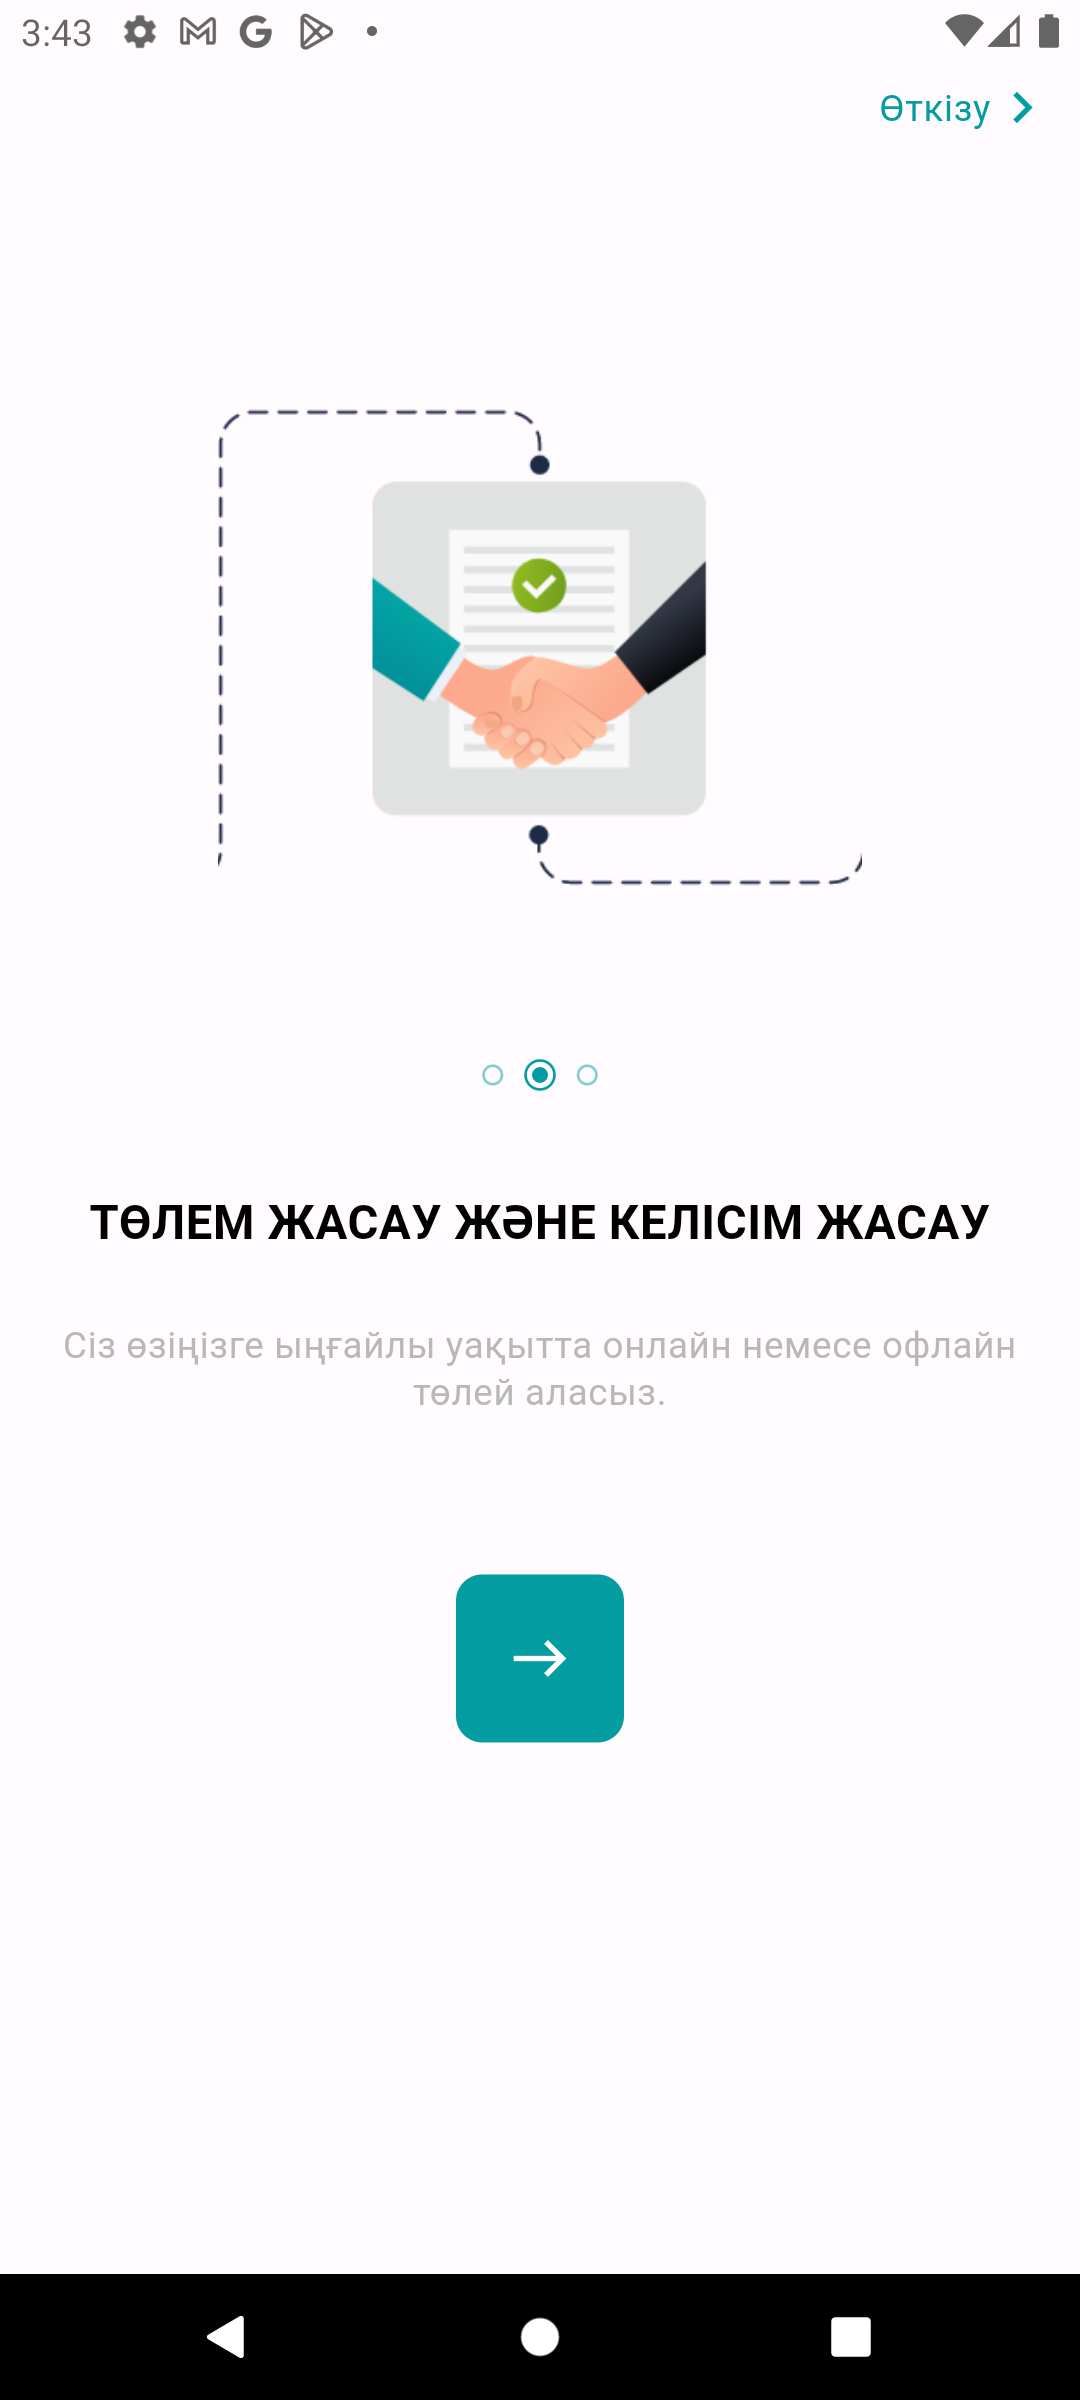 3:43
Өткізу
ТӨЛЕМ ЖАСАУ ЖӘНЕ КЕЛІСІМ ЖАСАУ
Сіз өзіңізге ыңғайлы уақытта онлайн немесе офлайн
төлей аласыз.